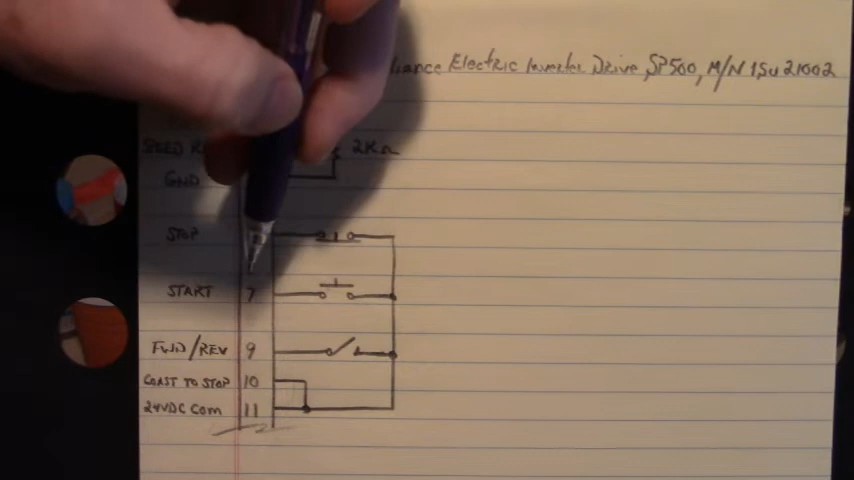 Electric Inverter Drive, SP500, M/N 1SU21002
2KΩ
GND
STOP
START 7
FWD/REV 9
COAST TO STOP 10
24VDC COM 11